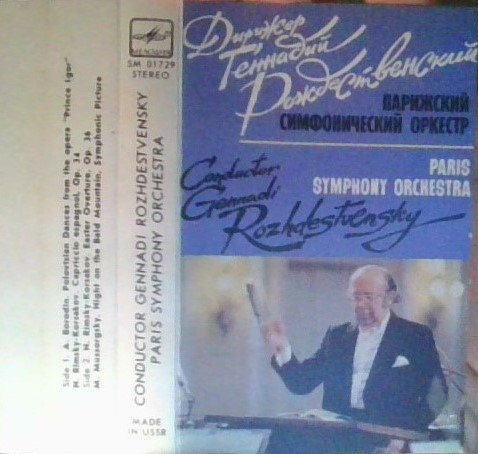 Side 1. A. Borodin. Polovtsian Dances from the opera "Prince Igor"
N. Rimsky-Korsakov. Capriccio espagnol, Op. 34
Side 2. N. Rimsky-Korsakov. Easter Overture, Op. 36
M. Mussorgsky. Night on the Bald Mountain, Symphonic Picture
МЕЛОДИЯ
SM 01729
STEREO
CONDUCTOR GENNADI ROZHDESTVENSKY
PARIS SYMPHONY ORCHESTRA
MADE
IN USSR
Дирижер
Геннадий
Рождественский
ПАРИЖСКИЙ
СИМФОНИЧЕСКИЙ ОРКЕСТР
PARIS
SYMPHONY ORCHESTRA
Conductor
Gennadi
Rozhdestvensky